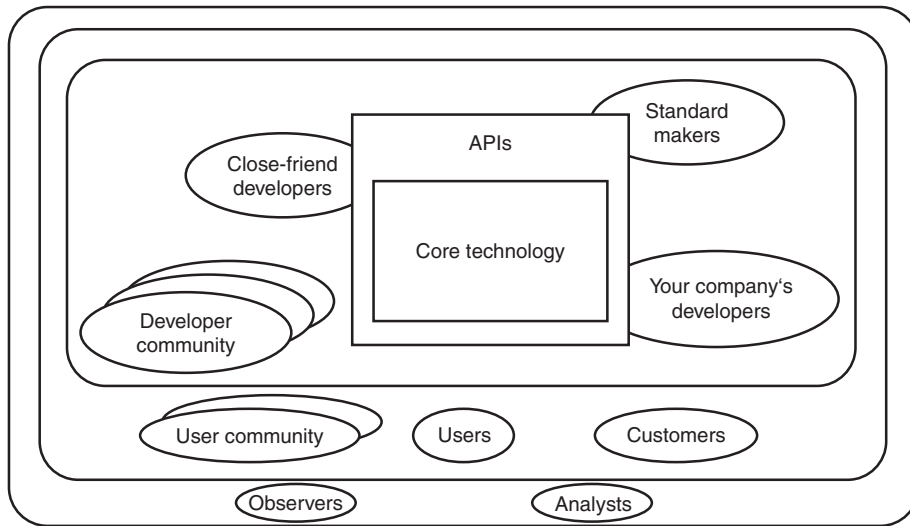 Standard
makers
APIs
Close-friend
developers
Core technology
Your company‘s
developers
Developer
community
User community
Users
Customers
Observers
Analysts